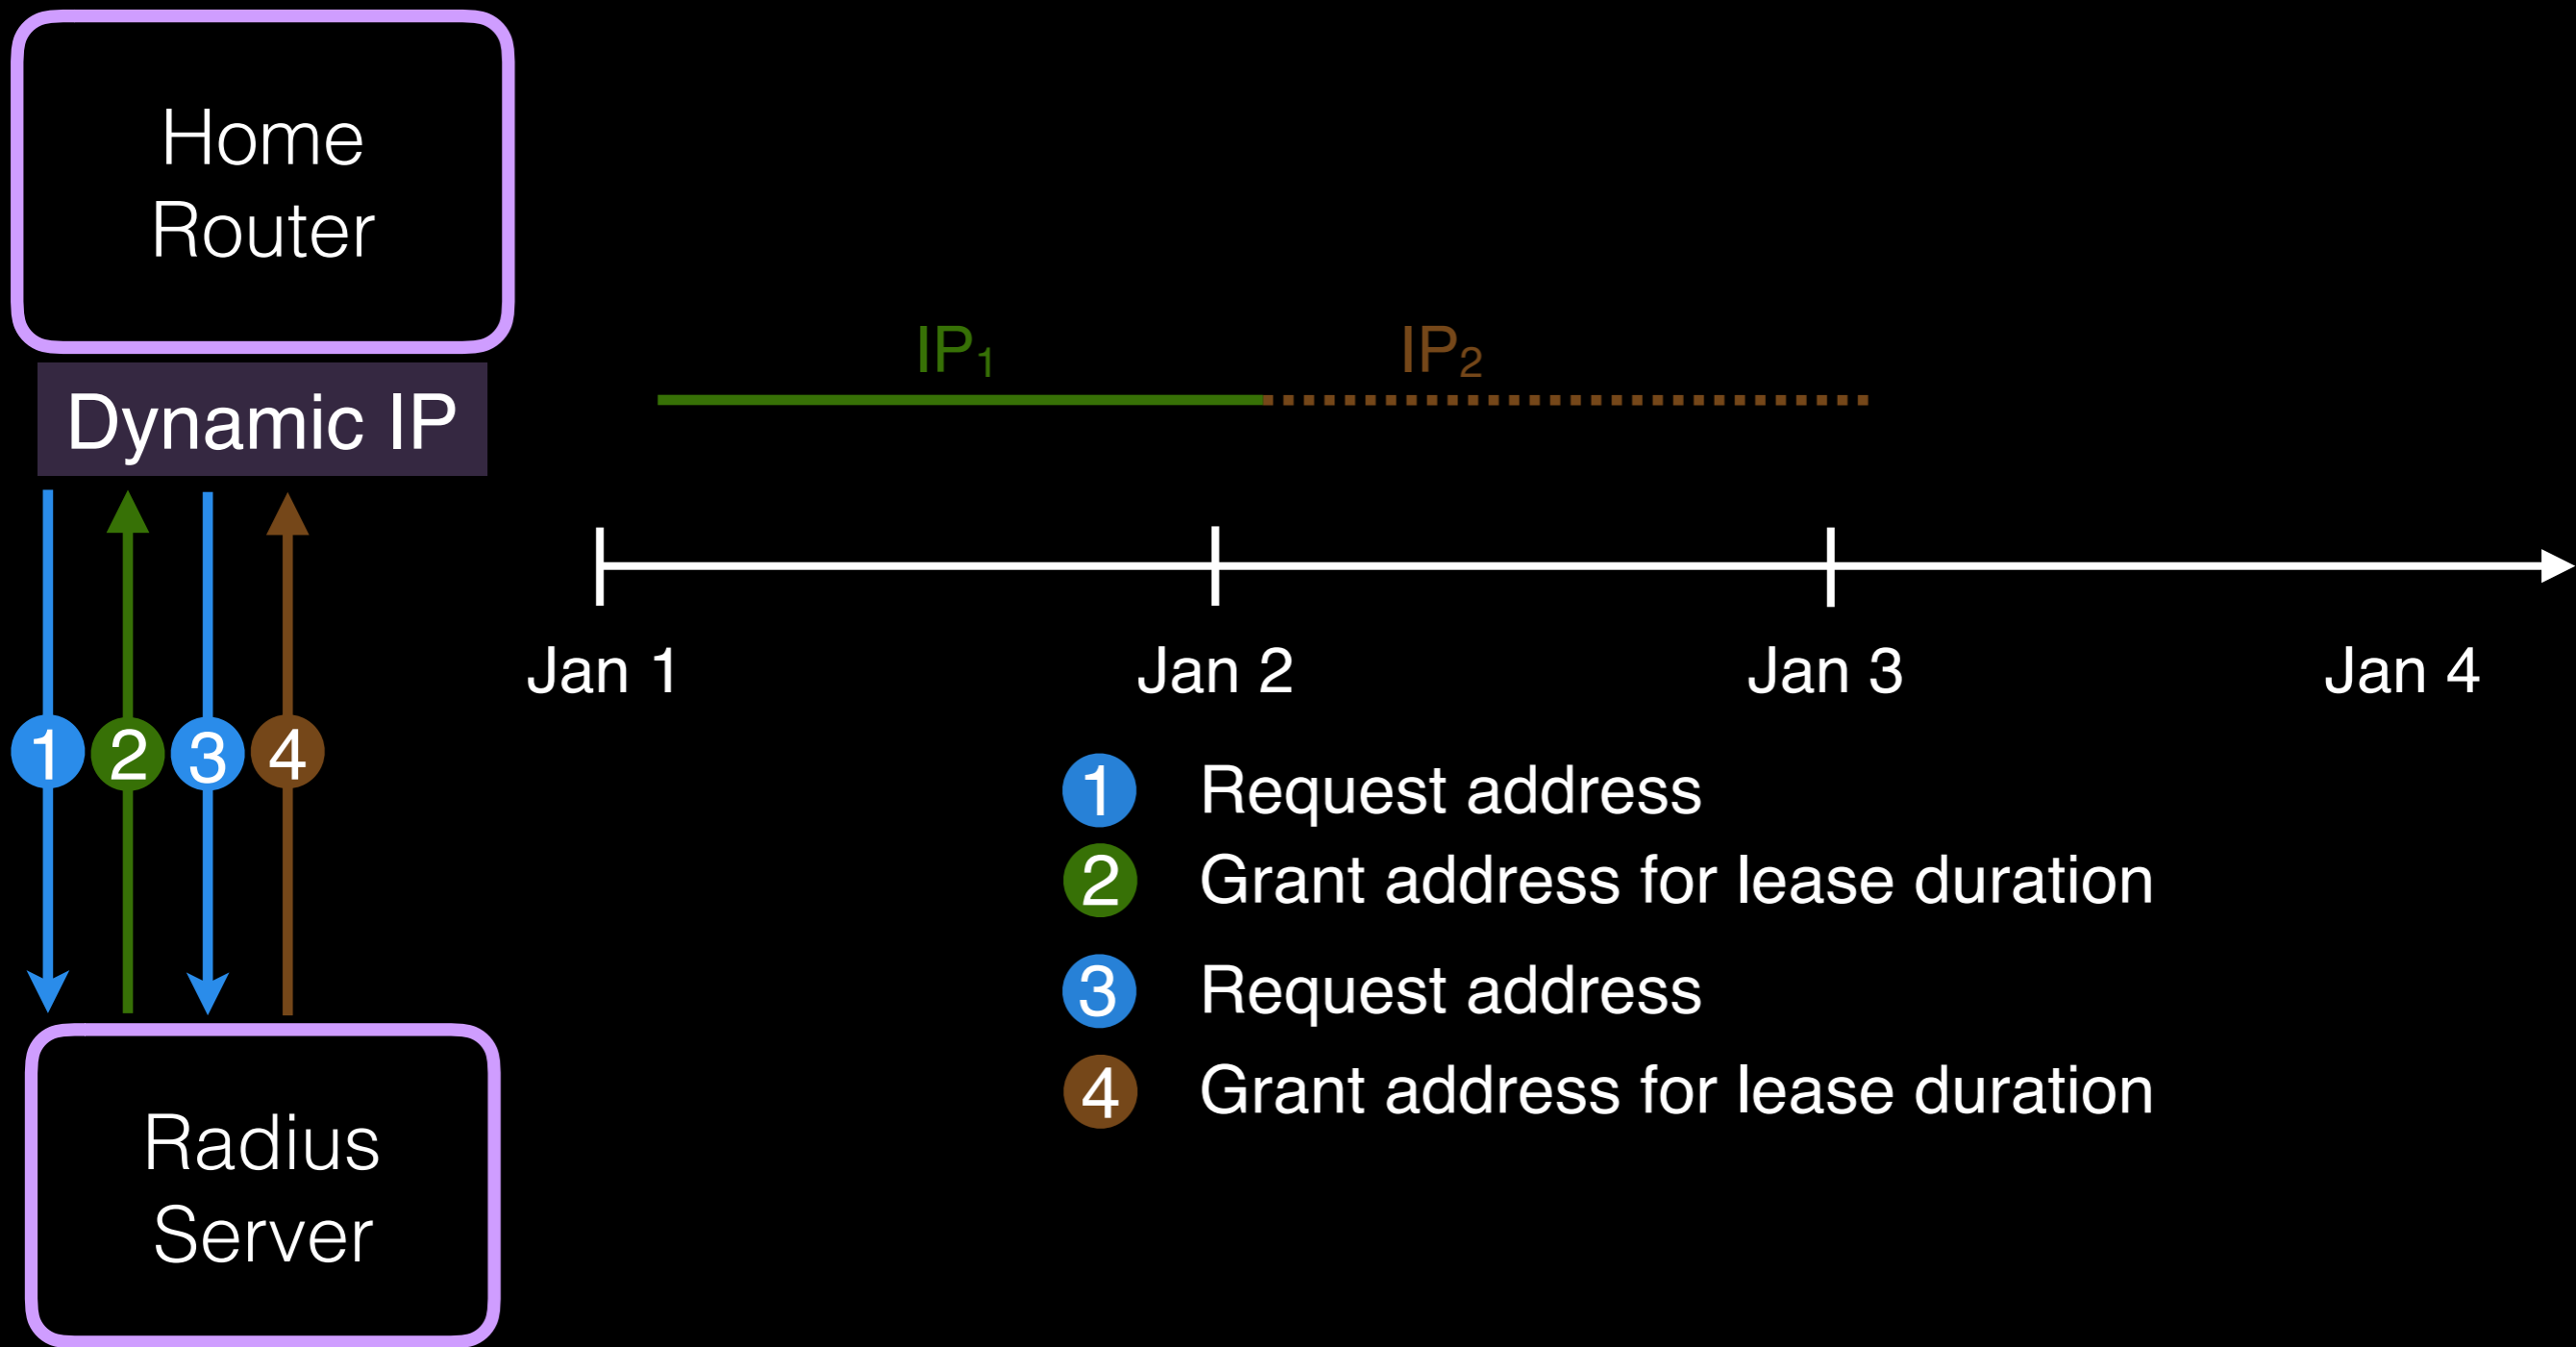 Home
Router
Dynamic IP
IP₁
IP₂
Jan 1
Jan 2
Jan 3
Jan 4
1
2
3
4
1 Request address
2 Grant address for lease duration
3 Request address
4 Grant address for lease duration
Radius
Server